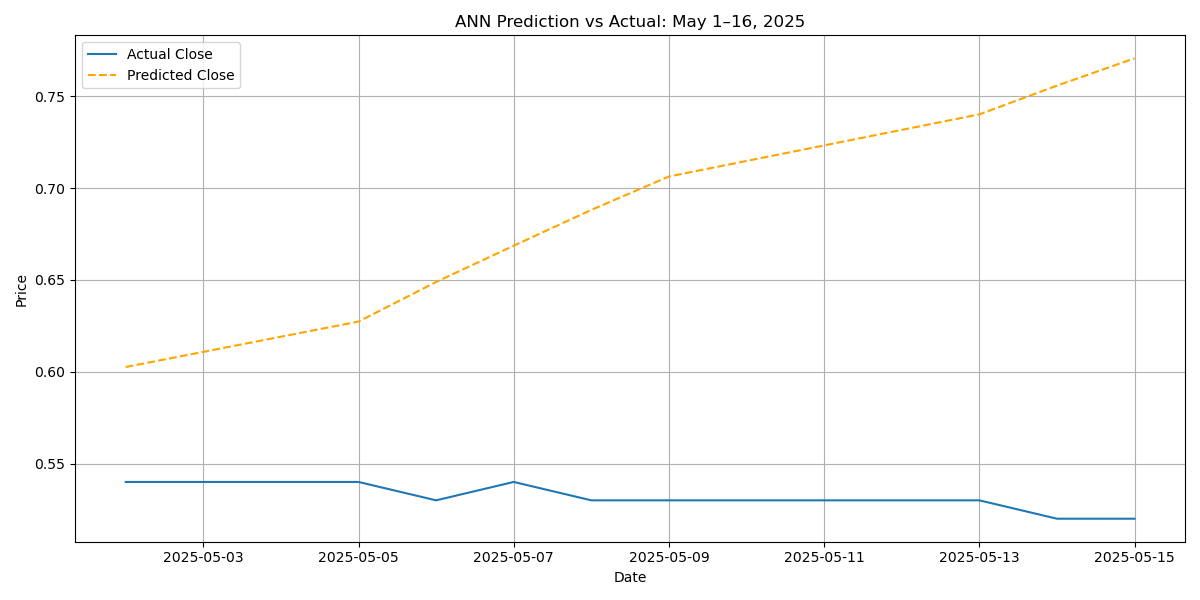 ANN Prediction vs Actual: May 1–16, 2025
Actual Close
Predicted Close
Price
0.75
0.70
0.65
0.60
0.55
2025-05-03 2025-05-05 2025-05-07 2025-05-09 2025-05-11 2025-05-13 2025-05-15
Date